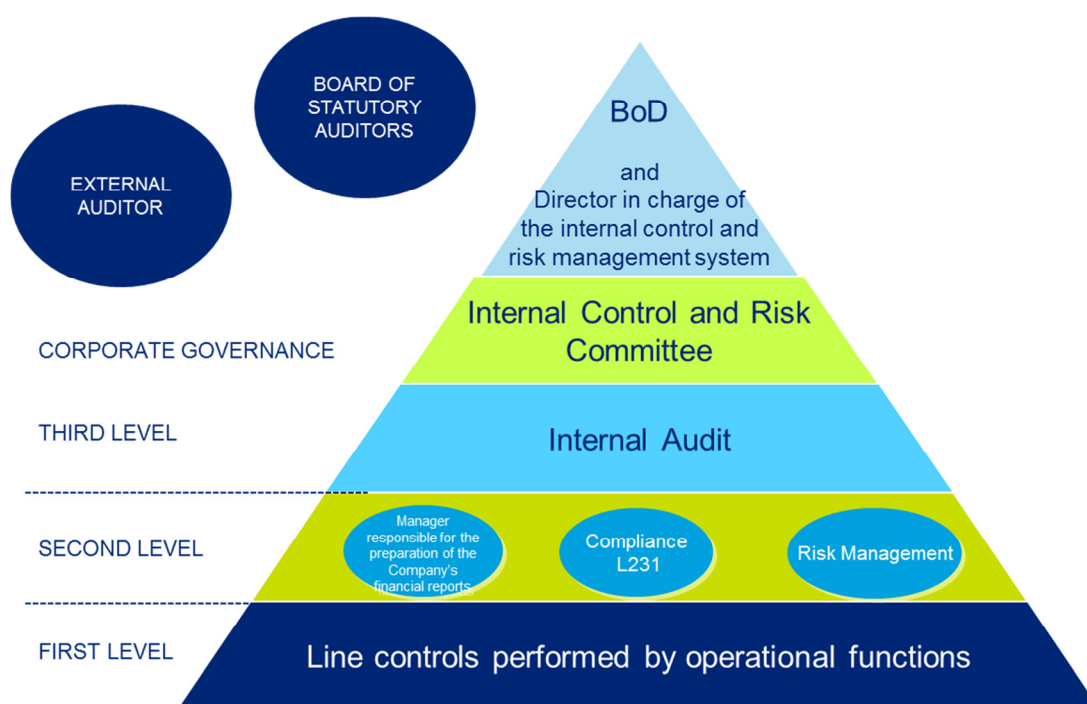 BOARD OF
STATUTORY
AUDITORS
EXTERNAL
AUDITOR
BoD
and
Director in charge of
the internal control and
risk management system
CORPORATE GOVERNANCE
Internal Control and Risk
Committee
THIRD LEVEL
Internal Audit
SECOND LEVEL
Manager
responsible for the
preparation of the
Company's
financial reports
Compliance
L231
Risk Management
FIRST LEVEL
Line controls performed by operational functions